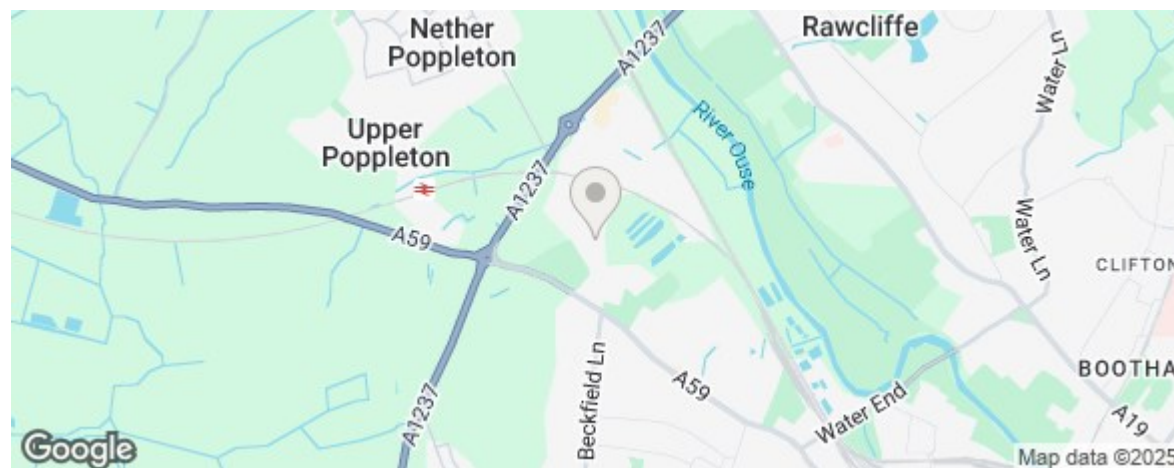 Nether
Poppleton
Rawcliffe
A1237
Water Ln
Upper
Poppleton
River Ouse
A1237
A59
Water Ln
CLIFTON
Beckfield Ln
A59
BOOTHA
A1237
Water End
A19
Google
Map data ©2025